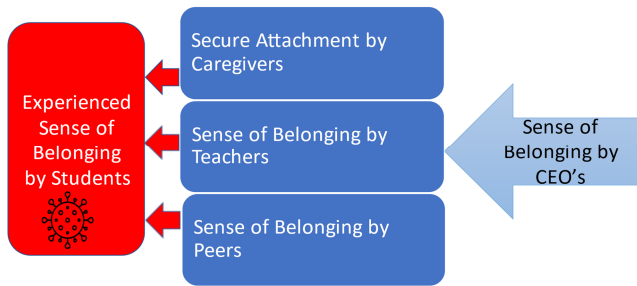 Experienced
Sense of
Belonging
by Students
Secure Attachment by
Caregivers
Sense of Belonging by
Teachers
Sense of Belonging by
Peers
Sense of
Belonging by
CEO's